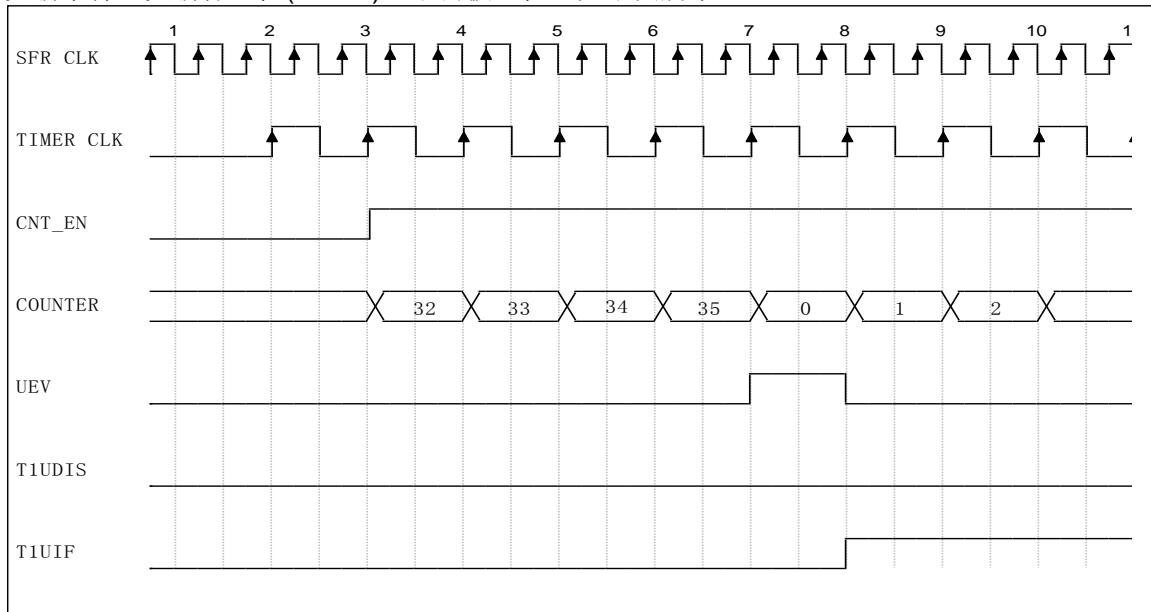 1 2 3 4 5 6 7 8 9 10 1
SFR CLK
TIMER CLK
CNT_EN
COUNTER 32 33 34 35 0 1 2
UEV
T1UDIS
T1UIF